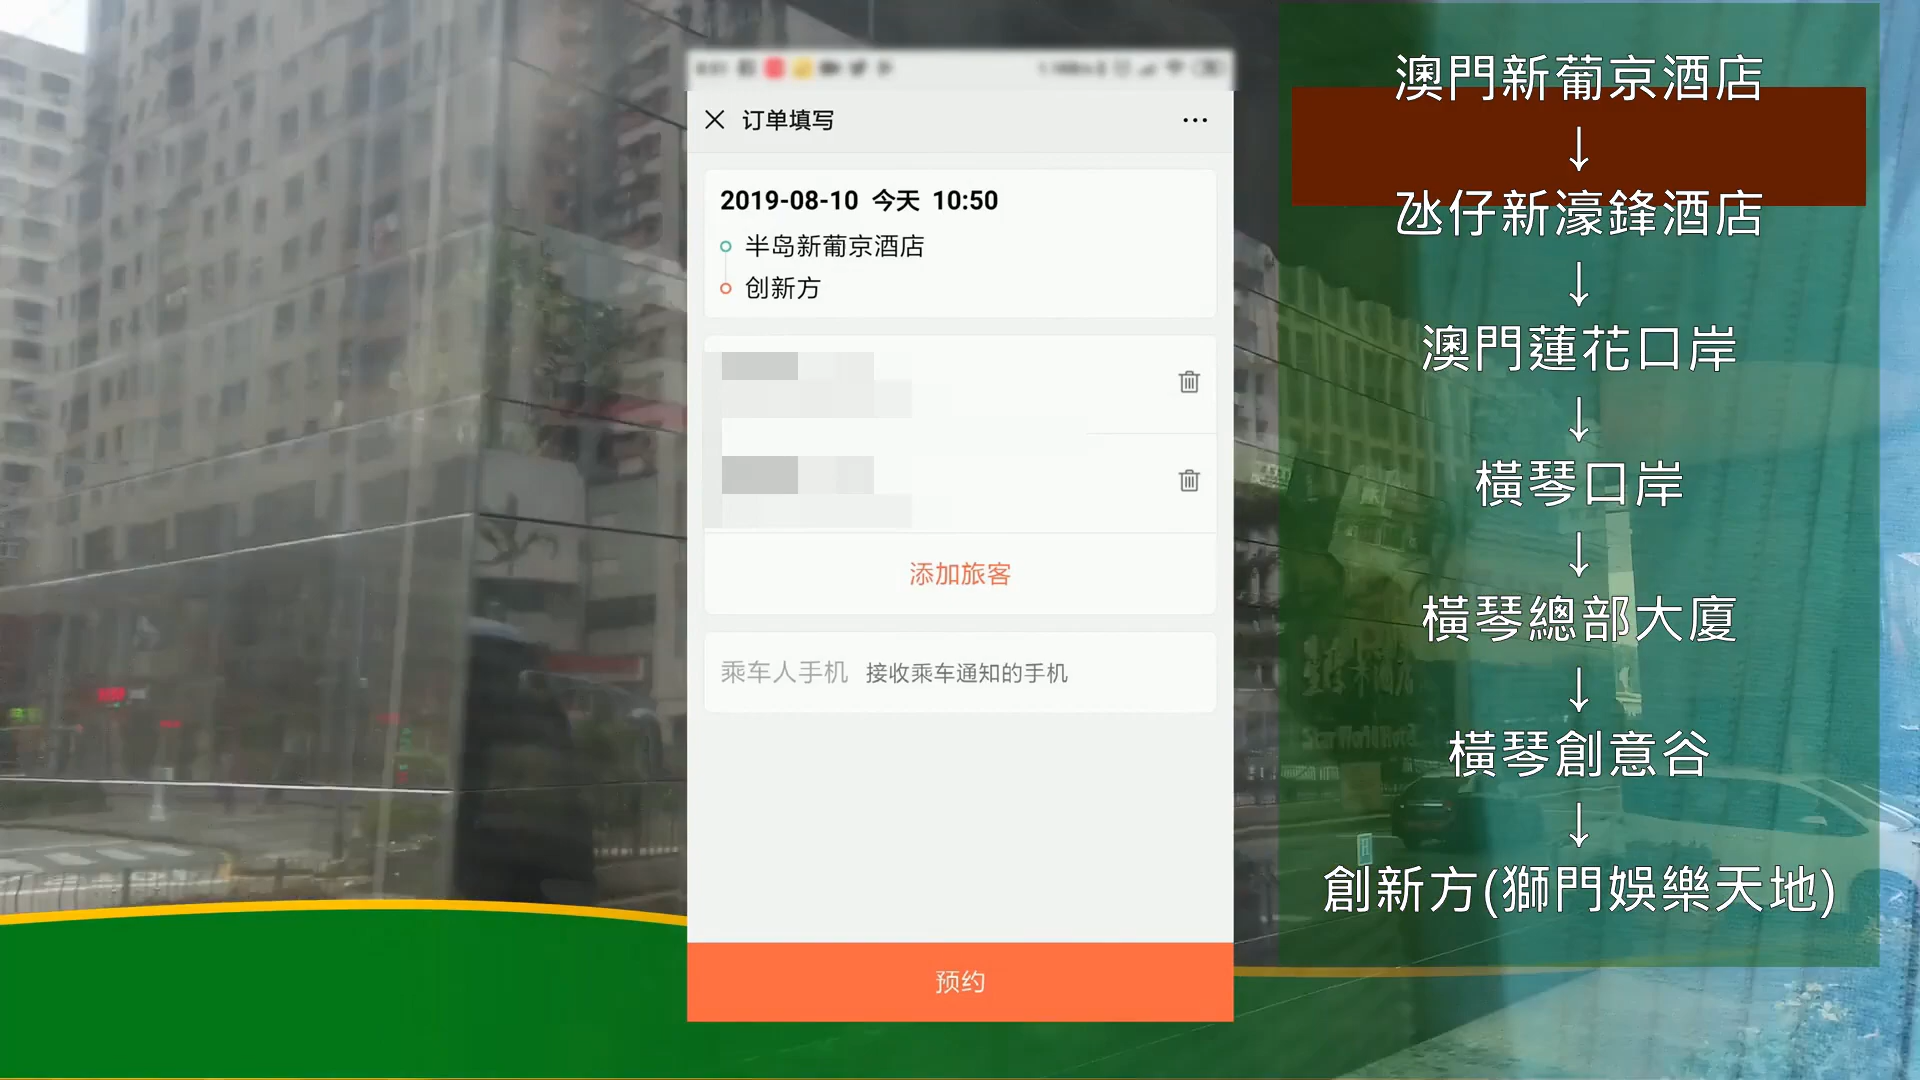 订单填写
2019-08-10 今天 10:50
半岛新葡京酒店
创新方
添加旅客
乘车人手机 接收乘车通知的手机
预约
澳門新葡京酒店
↓
氹仔新濠鋒酒店
↓
澳門蓮花口岸
↓
橫琴口岸
↓
橫琴總部大廈
↓
橫琴創意谷
↓
創新方(獅門娛樂天地)